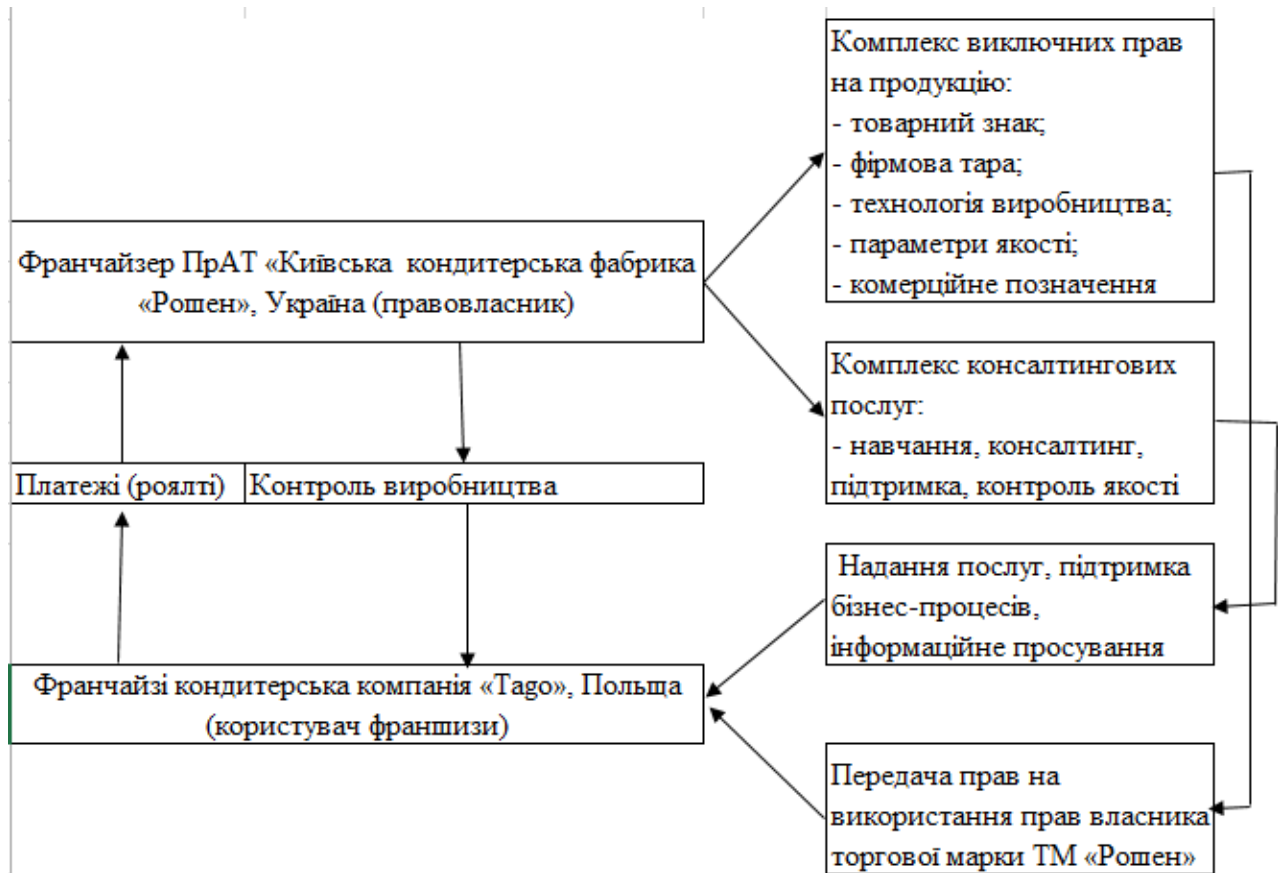 Комплекс виключних прав
на продукцію:
- товарний знак;
- фірмова тара;
- технологія виробництва;
- параметри якості;
- комерційне позначення
Франчайзер ПрАТ «Київська кондитерська фабрика
«Рошен», Україна (правовласник)
Комплекс консалтингових
послуг:
- навчання, консалтинг,
підтримка, контроль якості
Платежі (роялті)
Контроль виробництва
Надання послуг, підтримка
бізнес-процесів,
інформаційне просування
Франчайзі кондитерська компанія «Tago», Польща
(користувач франшизи)
Передача прав на
використання прав власника
торгової марки ТМ «Рошен»